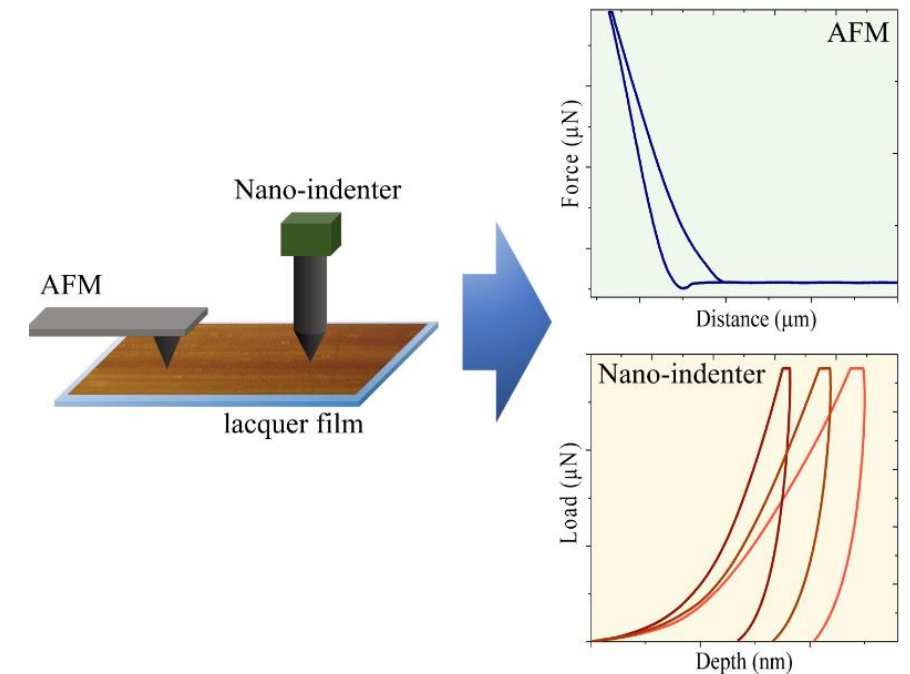 Nano-indenter
AFM
lacquer film
AFM
Force (µN)
Distance (µm)
Nano-indenter
Load (µN)
Depth (nm)